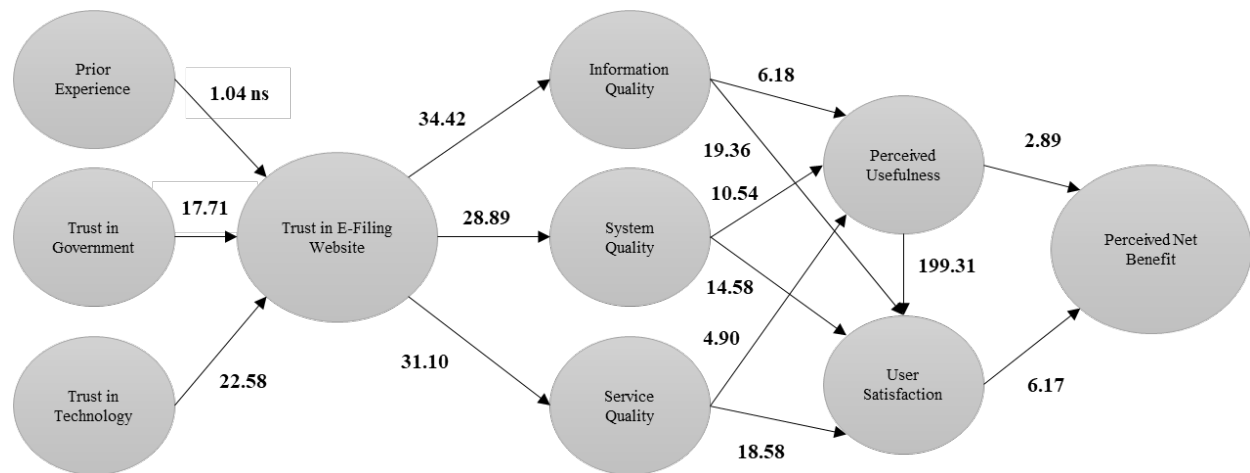 Prior
Experience
1.04 ns
Trust in
Government
17.71
Trust in
Technology
22.58
Trust in E-Filing
Website
34.42
28.89
31.10
Information
Quality
System
Quality
Service
Quality
6.18
19.36
10.54
14.58
4.90
18.58
Perceived
Usefulness
199.31
User
Satisfaction
2.89
6.17
Perceived Net
Benefit